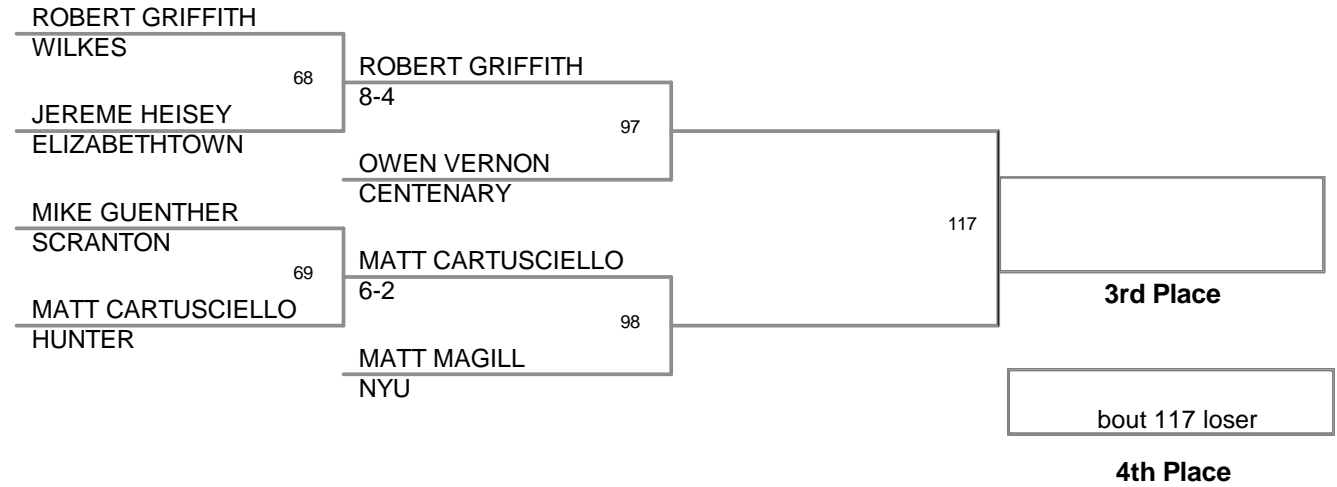 ROBERT GRIFFITH
WILKES
68
ROBERT GRIFFITH
8-4
JEREME HEISEY
ELIZABETHTOWN
97
OWEN VERNON
CENTENARY
MIKE GUENTHER
SCRANTON
117
69
MATT CARTUSCIELLO
6-2
MATT CARTUSCIELLO
HUNTER
98
MATT MAGILL
NYU
3rd Place
bout 117 loser
4th Place